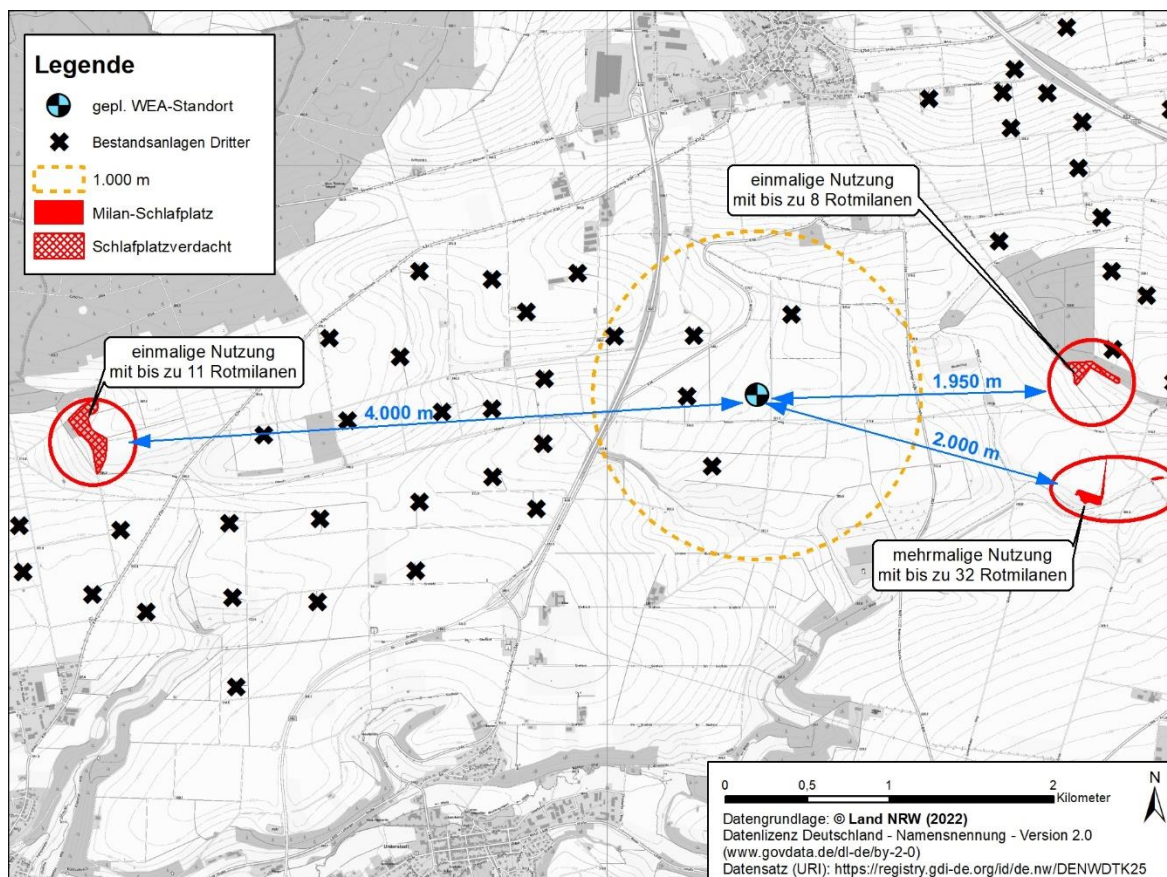 Legende
gepl. WEA-Standort
Bestandsanlagen Dritter
1.000 m
Milan-Schlafplatz
Schlafplatzverdacht
einmalige Nutzung
mit bis zu 8 Rotmilanen
einmalige Nutzung
mit bis zu 11 Rotmilanen
4.000 m
1.950 m
2.000 m
mehrmalige Nutzung
mit bis zu 32 Rotmilanen
0
0,5
1
2
Kilometer
N
Datengrundlage: © Land NRW (2022)
Datenlizenz Deutschland - Namensnennung - Version 2.0
(www.govdata.de/dl-de/by-2-0)
Datensatz (URI): https://registry.gdi-de.org/id/de.nw/DENWDTK25